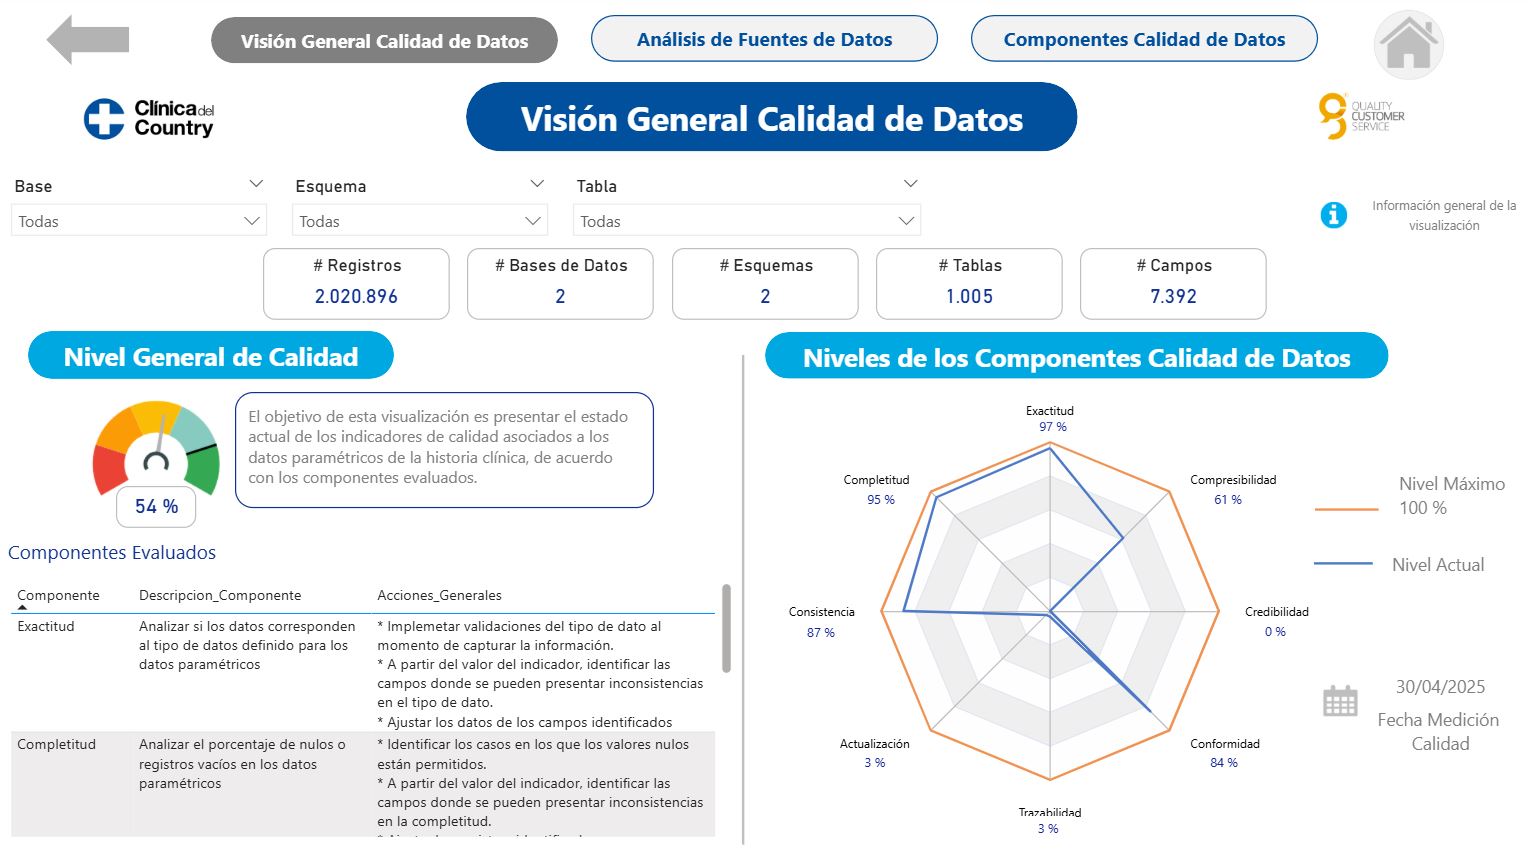 Visión General Calidad de Datos
Análisis de Fuentes de Datos
Componentes Calidad de Datos
Clínica del
Country
Visión General Calidad de Datos
QUALITY
CUSTOMER
SERVICE
Base
Esquema
Tabla
Todas
Todas
Todas
Información general de la
visualización
# Registros
2.020.896
# Bases de Datos
2
# Esquemas
2
# Tablas
1.005
# Campos
7.392
Nivel General de Calidad
54 %
El objetivo de esta visualización es presentar el estado
actual de los indicadores de calidad asociados a los
datos paramétricos de la historia clínica, de acuerdo
con los componentes evaluados.
Componentes Evaluados
Componente
Descripcion_Componente
Acciones_Generales
Exactitud
Analizar si los datos corresponden
al tipo de datos definido para los
datos paramétricos
* Implemetar validaciones del tipo de dato al
momento de capturar la información.
* A partir del valor del indicador, identificar las
campos donde se pueden presentar inconsistencias
en el tipo de dato.
* Ajustar los datos de los campos identificados
Completitud
Analizar el porcentaje de nulos o
registros vacíos en los datos
paramétricos
* Identificar los casos en los que los valores nulos
están permitidos.
* A partir del valor del indicador, identificar las
campos donde se pueden presentar inconsistencias
en la completitud.
Niveles de los Componentes Calidad de Datos
Exactitud
97 %
Compresibilidad
61 %
Credibilidad
0 %
Conformidad
84 %
Trazabilidad
3 %
Actualización
3 %
Consistencia
87 %
Completitud
95 %
Nivel Máximo
100 %
Nivel Actual
30/04/2025
Fecha Medición
Calidad